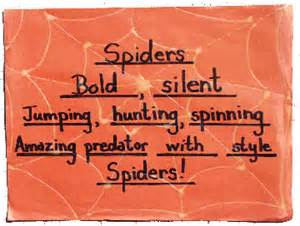 Spiders
Bold, silent
Jumping, hunting, spinning
Amazing predator with style
Spiders!